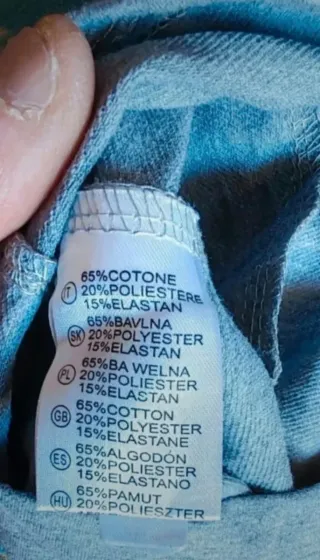 65%COTONE
IT 20%POLIESTERE
15%ELASTAN
65%BAVLNA
SK 20%POLYESTER
15%ELASTAN
65%BA WELNA
PL 20%POLIESTER
15%ELASTAN
65%COTTON
GB 20%POLYESTER
15%ELASTANE
65%ALGODÓN
ES 20%POLIESTER
15%ELASTANO
65%PAMUT
HU 20%POLIESZTER